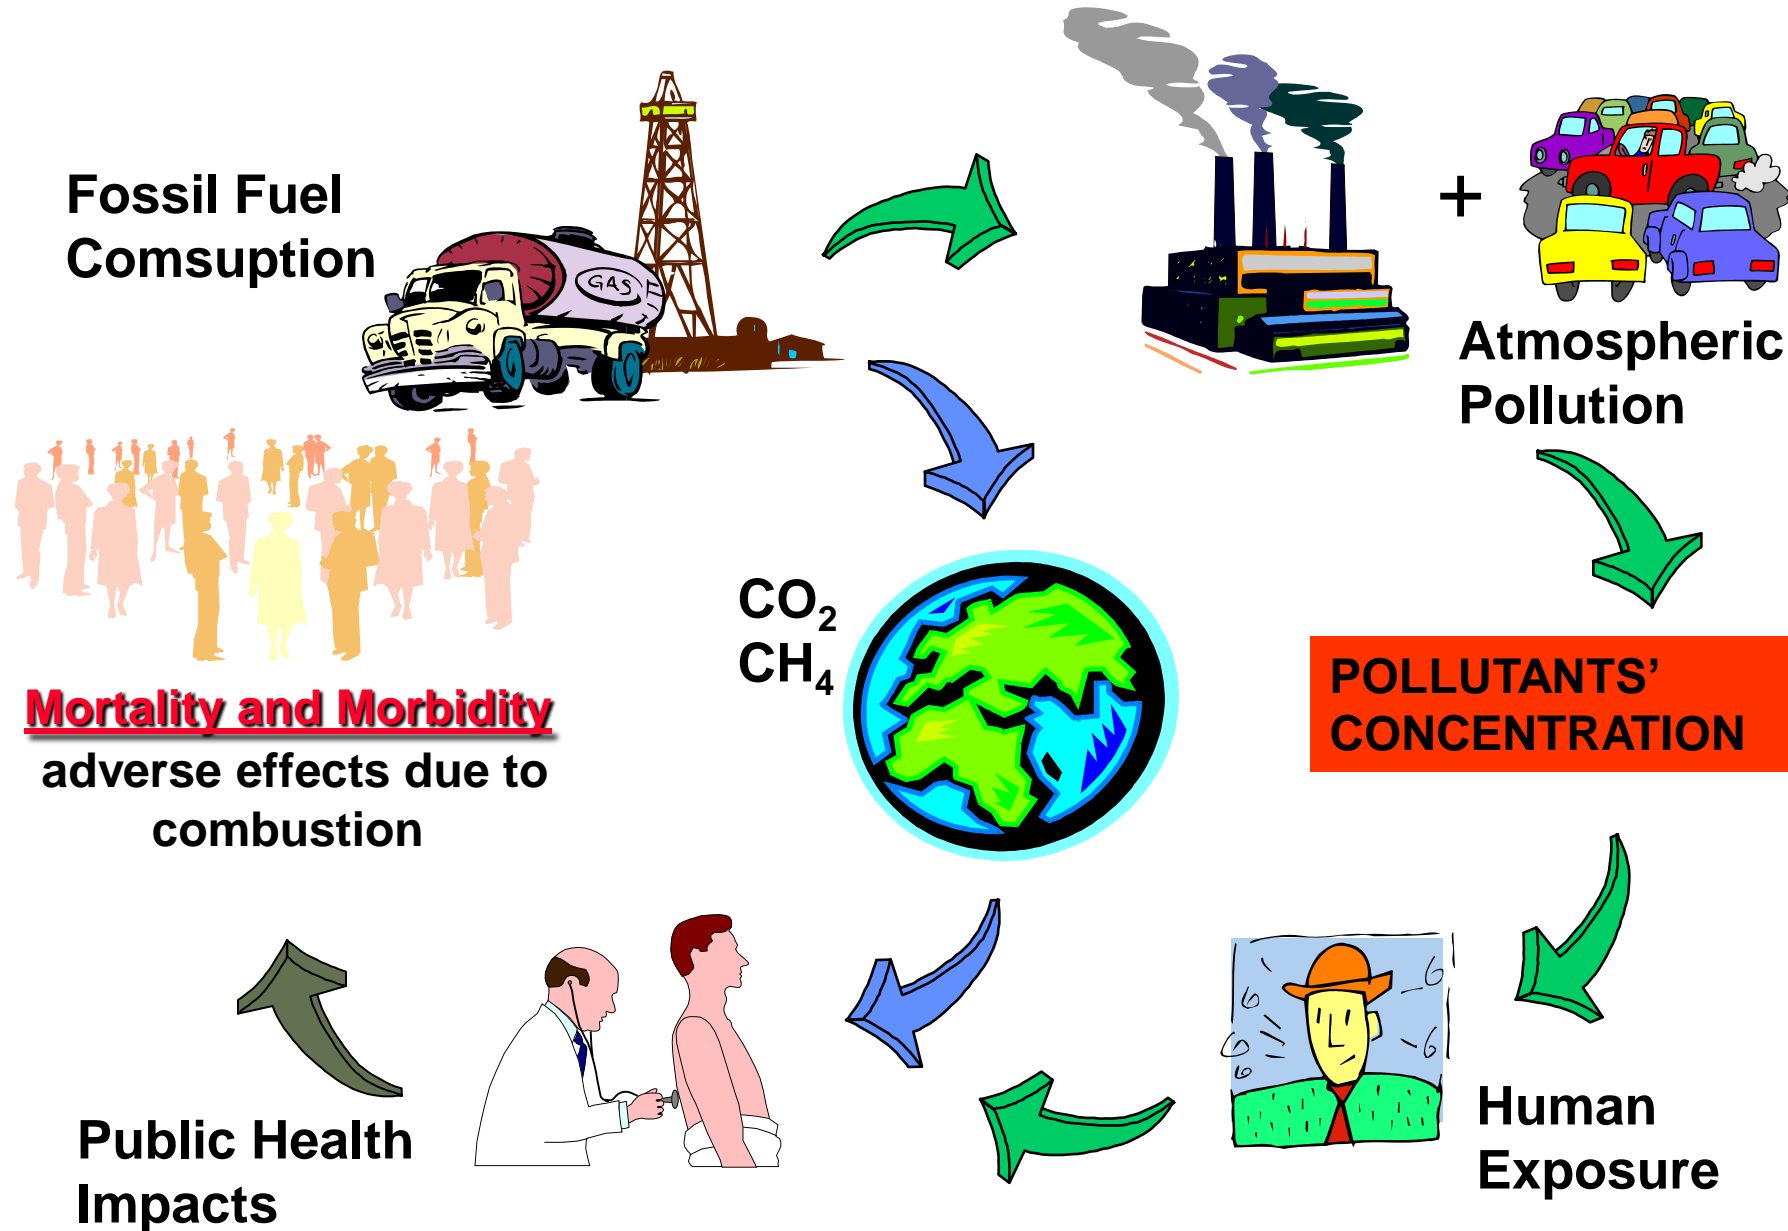 Fossil Fuel
Comsuption
GAS
+
Atmospheric
Pollution
CO₂
CH₄
POLLUTANTS’
CONCENTRATION
Mortality and Morbidity
adverse effects due to
combustion
Human
Exposure
Public Health
Impacts